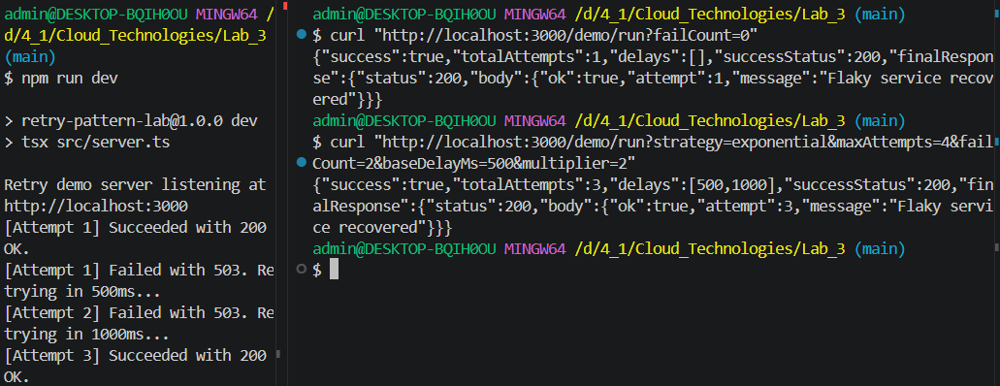 admin@DESKTOP-BQIH0OU MINGW64 /
d/4_1/Cloud_Technologies/Lab_3
(main)
$ npm run dev
> retry-pattern-lab@1.0.0 dev
> tsx src/server.ts
Retry demo server listening at
http://localhost:3000
[Attempt 1] Succeeded with 200
OK.
[Attempt 1] Failed with 503. Re
trying in 500ms...
[Attempt 2] Failed with 503. Re
trying in 1000ms...
[Attempt 3] Succeeded with 200
OK.
admin@DESKTOP-BQIH0OU MINGW64 /d/4_1/Cloud_Technologies/Lab_3 (main)
$ curl "http://localhost:3000/demo/run?failCount=0"
{"success":true,"totalAttempts":1,"delays":[],"successStatus":200,"finalRespon
se":{"status":200,"body":{"ok":true,"attempt":1,"message":"Flaky service recov
ered"}}}
admin@DESKTOP-BQIH0OU MINGW64 /d/4_1/Cloud_Technologies/Lab_3 (main)
$ curl "http://localhost:3000/demo/run?strategy=exponential&maxAttempts=4&fail
Count=2&baseDelayMs=500&multiplier=2"
{"success":true,"totalAttempts":3,"delays":[500,1000],"successStatus":200,"fin
alResponse":{"status":200,"body":{"ok":true,"attempt":3,"message":"Flaky servi
ce recovered"}}}
admin@DESKTOP-BQIH0OU MINGW64 /d/4_1/Cloud_Technologies/Lab_3 (main)
$